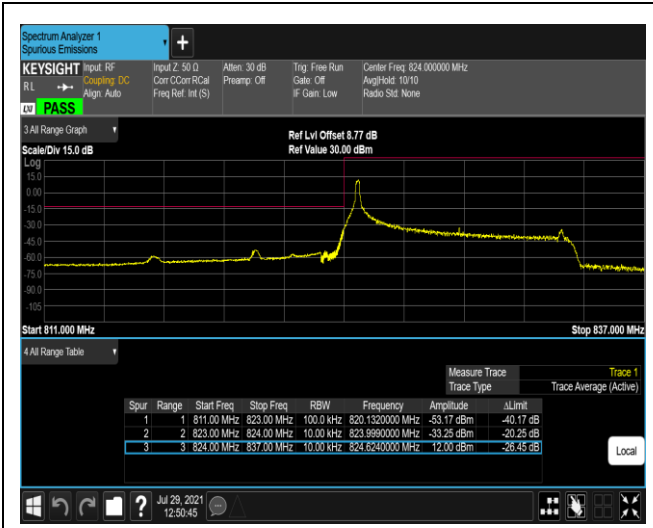 Spectrum Analyzer 1
Spurious Emissions
+
KEYSIGHT Input: RF Input Z: 50 Ω Atten: 30 dB Trig: Free Run Center Freq: 824.000000 MHz
R L Coupling: DC Corr CCorr RCal Preamp: Off Gate: Off Avg|Hold: 10/10
Align: Auto Freq Ref: Int (S) IF Gain: Low Radio Std: None
LXI PASS
3 All Range Graph Ref Lvl Offset 8.77 dB
Scale/Div 15.0 dB Ref Value 30.00 dBm
Log
15.0
0.00
-15.0
-30.0
-45.0
-60.0
-75.0
-90.0
-105
Start 811.000 MHz Stop 837.000 MHz
4 All Range Table
Measure Trace Trace 1
Trace Type Trace Average (Active)
Spur Range Start Freq Stop Freq RBW Frequency Amplitude ΔLimit
1 1 811.00 MHz 823.00 MHz 100.0 kHz 820.1320000 MHz -53.17 dBm -40.17 dB
2 2 823.00 MHz 824.00 MHz 10.00 kHz 823.9990000 MHz -33.25 dBm -20.25 dB
3 3 824.00 MHz 837.00 MHz 10.00 kHz 824.6240000 MHz 12.00 dBm -26.45 dB
Local
? Jul 29, 2021
12:50:45